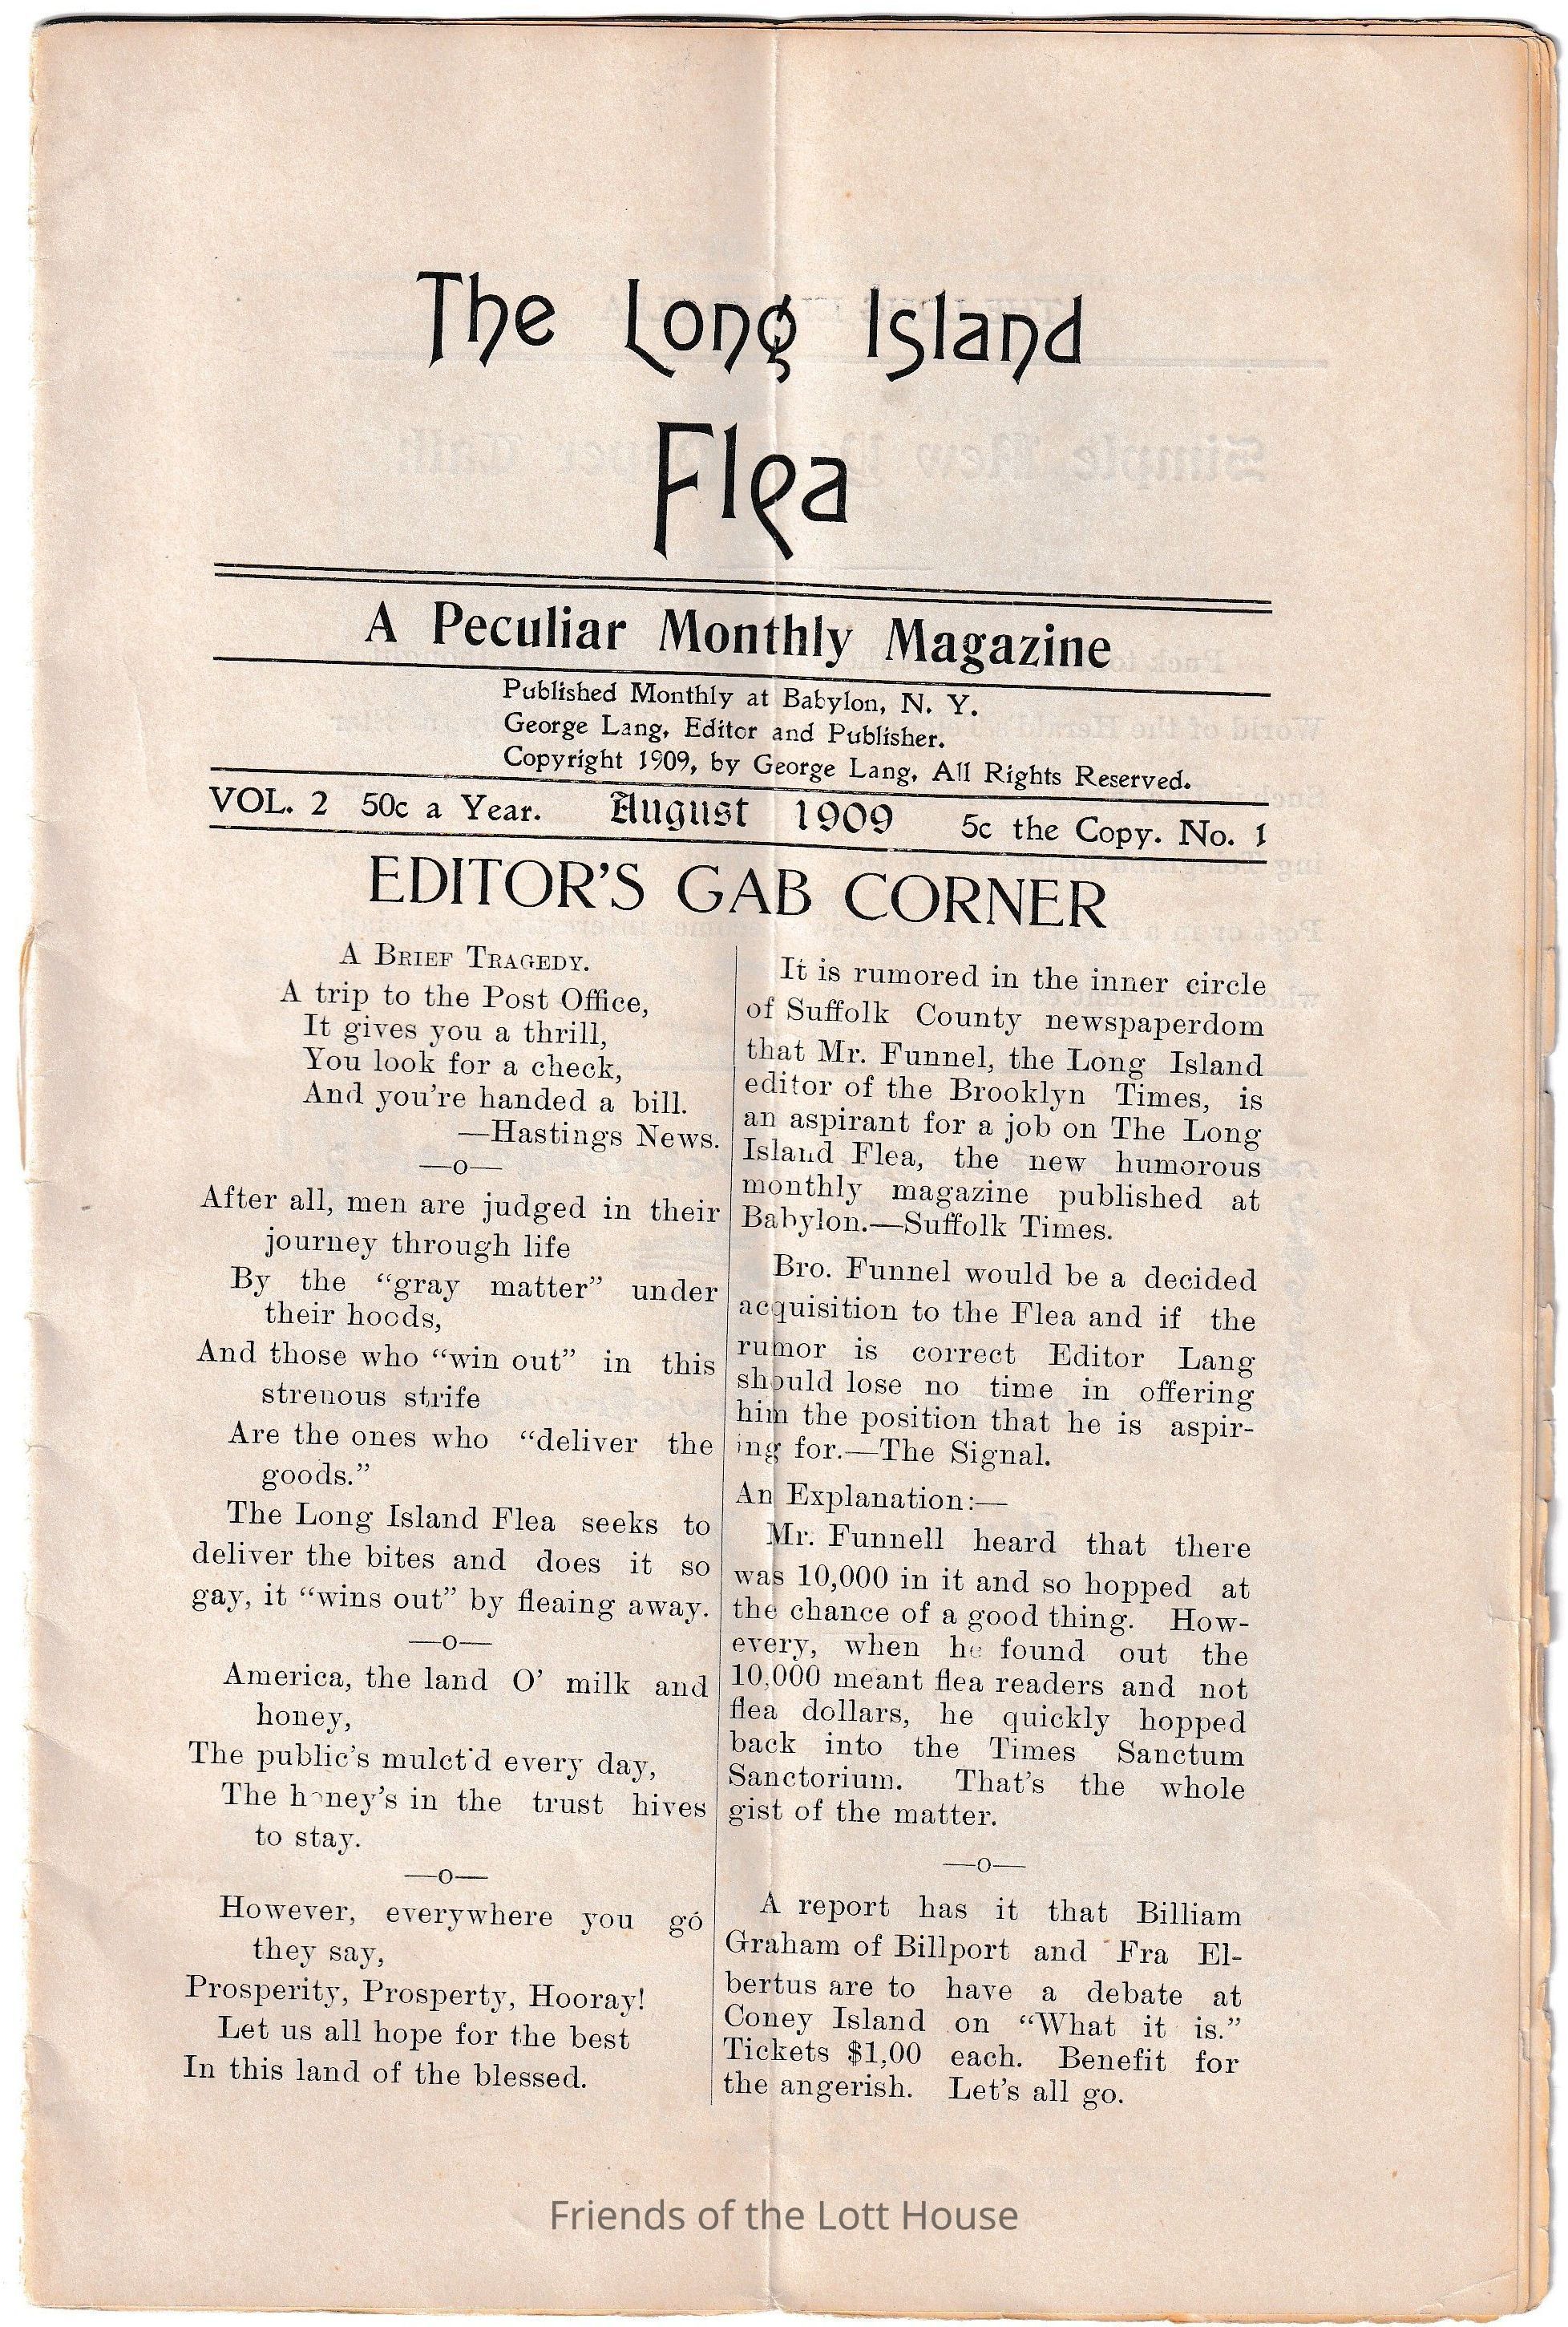 The Long Island
Flea
A Peculiar Monthly Magazine
Published Monthly at Babylon, N. Y.
George Lang, Editor and Publisher.
Copyright 1909, by George Lang, All Rights Reserved.
VOL. 2 50c a Year. August 1909 5c the Copy. No. 1
EDITOR'S GAB CORNER
A BRIEF TRAGEDY.
A trip to the Post Office,
It gives you a thrill,
You look for a check,
And you're handed a bill.
—Hastings News.
—o—
After all, men are judged in their
journey through life
By the “gray matter” under
their hoods,
And those who “win out” in this
strenous strife
Are the ones who “deliver the
goods.”
The Long Island Flea seeks to
deliver the bites and does it so
gay, it “wins out” by fleaing away.
—o—
America, the land O' milk and
honey,
The public's mulct'd every day,
The honey's in the trust hives
to stay.
—o—
However, everywhere you go
they say,
Prosperity, Prosperty, Hooray!
Let us all hope for the best
In this land of the blessed.
It is rumored in the inner circle
of Suffolk County newspaperdom
that Mr. Funnel, the Long Island
editor of the Brooklyn Times, is
an aspirant for a job on The Long
Island Flea, the new humorous
monthly magazine published at
Babylon.—Suffolk Times.
Bro. Funnel would be a decided
acquisition to the Flea and if the
rumor is correct Editor Lang
should lose no time in offering
him the position that he is aspir-
ing for.—The Signal.
An Explanation:—
Mr. Funnell heard that there
was 10,000 in it and so hopped at
the chance of a good thing. How-
every, when he found out the
10,000 meant flea readers and not
flea dollars, he quickly hopped
back into the Times Sanctum
Sanctorium. That's the whole
gist of the matter.
—o—
A report has it that Billiam
Graham of Billport and Fra El-
bertus are to have a debate at
Coney Island on “What it is.”
Tickets $1,00 each. Benefit for
the angerish. Let's all go.
Friends of the Lott House